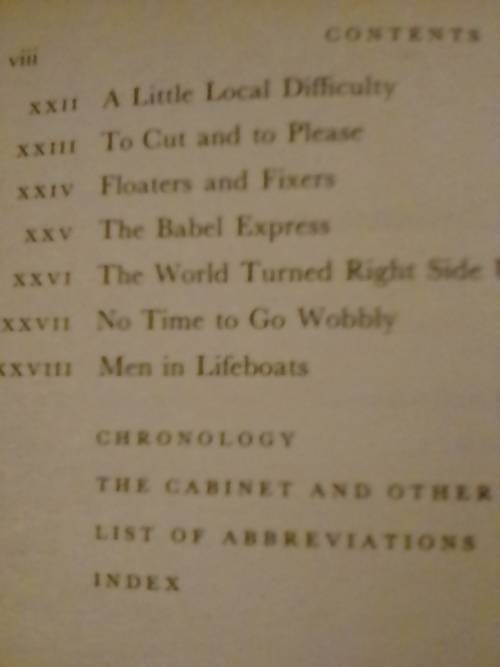 CONTENTS
viii
XXII A Little Local Difficulty
XXIII To Cut and to Please
XXIV Floaters and Fixers
XXV The Babel Express
XXVI The World Turned Right Side
XXVII No Time to Go Wobbly
XXVIII Men in Lifeboats
CHRONOLOGY
THE CABINET AND OTHER
LIST OF ABBREVIATIONS
INDEX